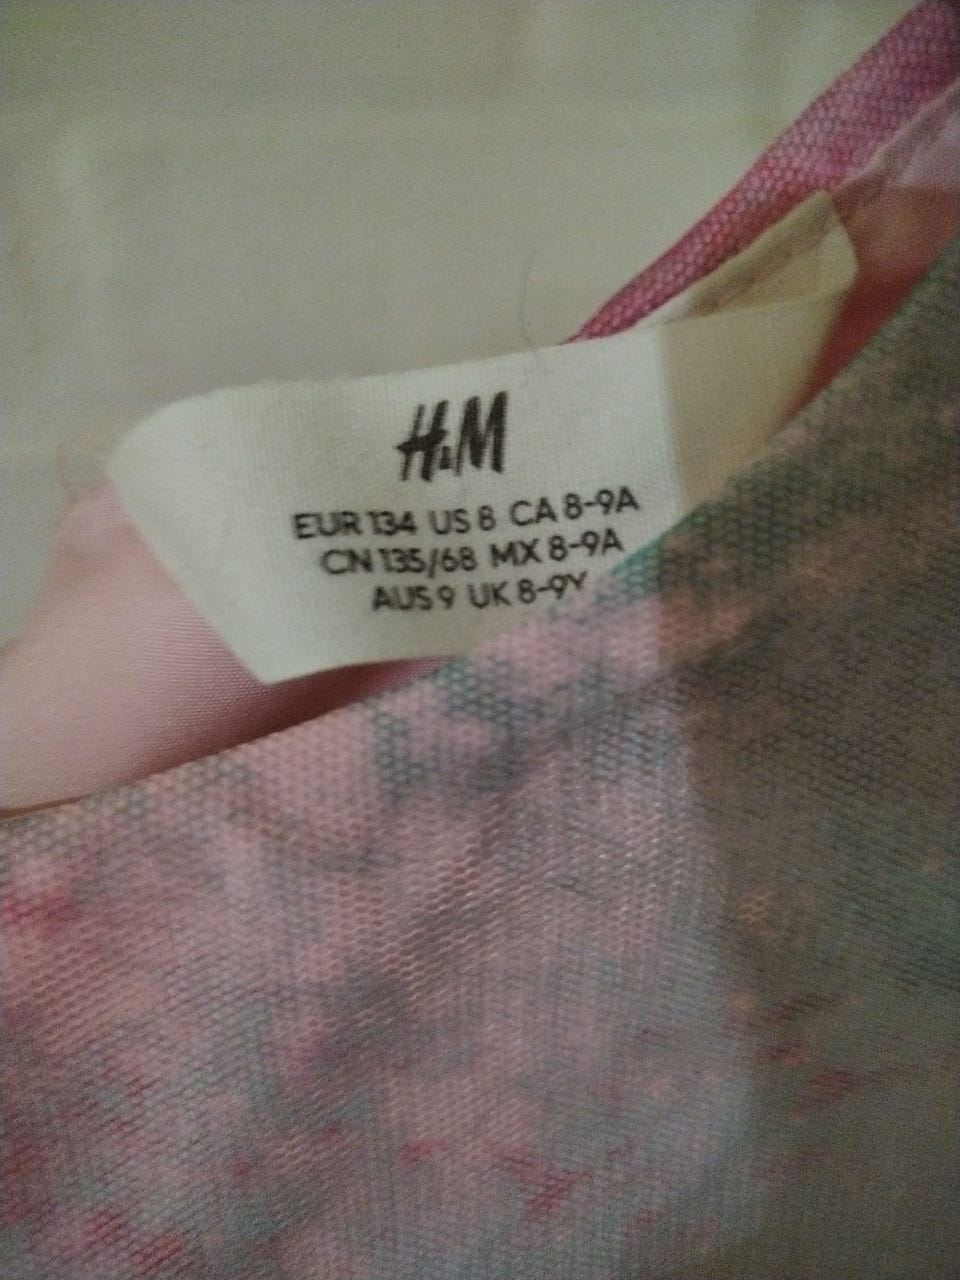 H&M
EUR 134 US 8 CA 8-9A
CN 135/68 MX 8-9A
AUS 9 UK 8-9Y